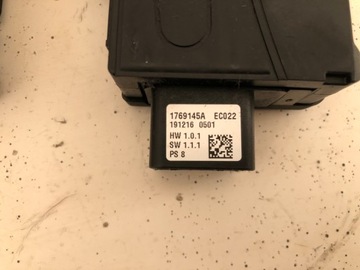 1769145A EC022
191216 0501
HW 1.0.1
SW 1.1.1
PS 8